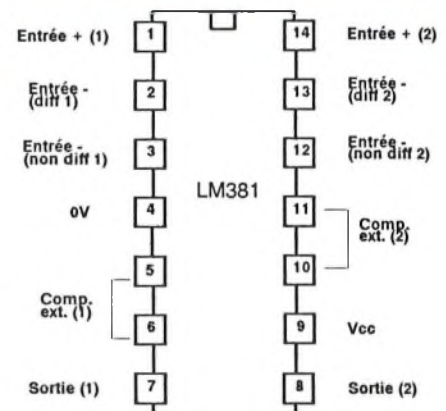 Entrée + (1) 1 14 Entrée + (2)
Entrée - 2 13 Entrée -
(diff 1) (diff 2)
Entrée - 3 12 Entrée -
(non diff 1) (non diff 2)
LM381
0V 4 11
Comp.
ext. (2)
5 10
Comp.
ext. (1)
6 9 Vcc
Sortie (1) 7 8 Sortie (2)